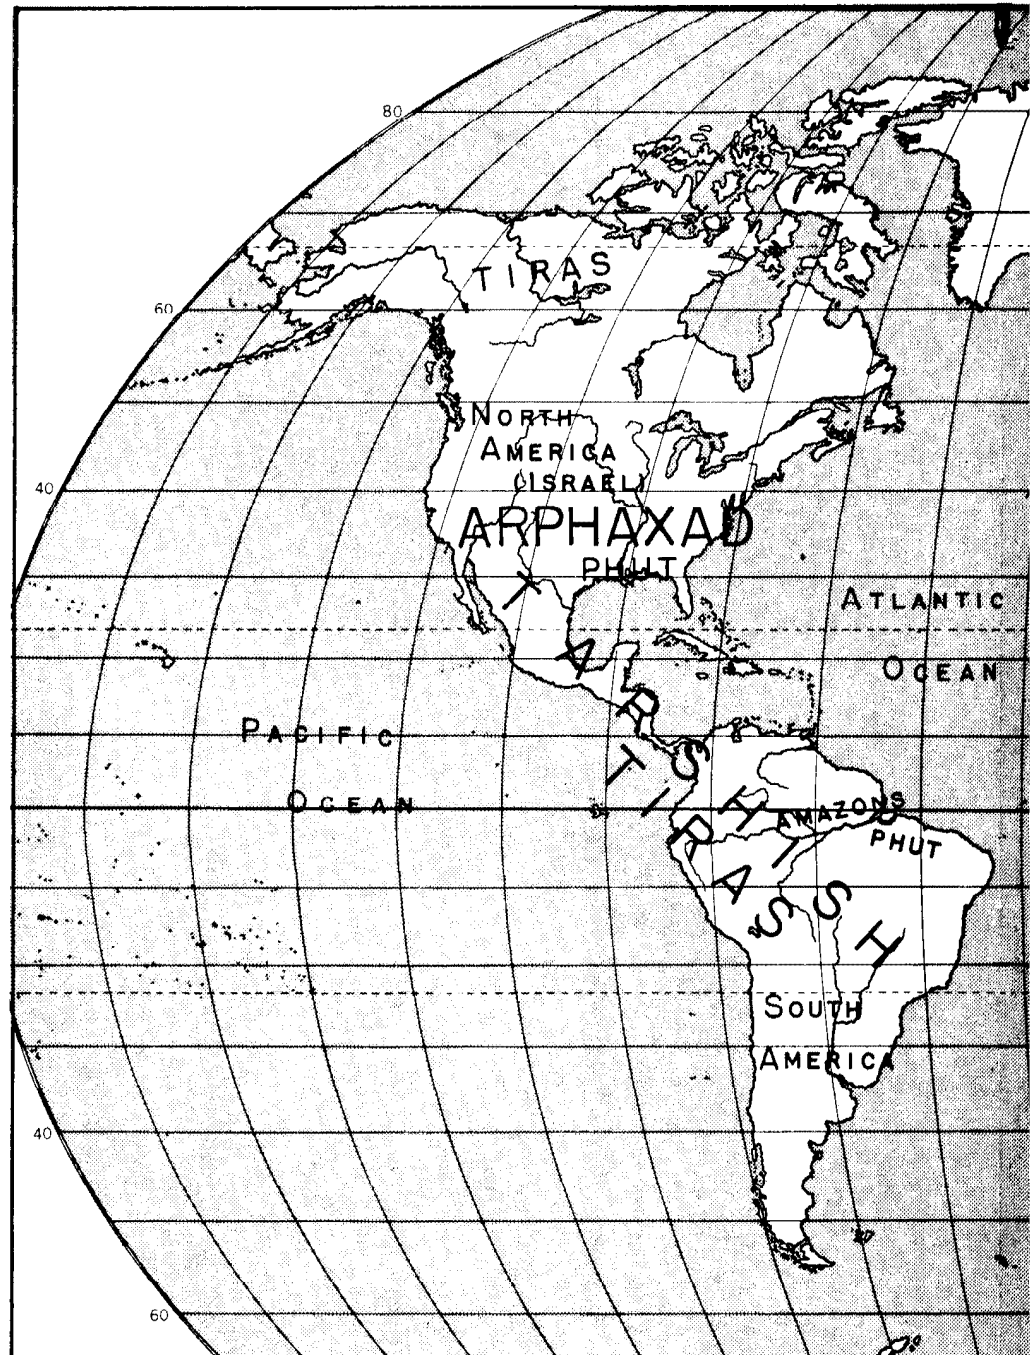 80
TIRAS
60
NORTH
AMERICA
(ISRAEL)
40
ARPHAXAD
PHUT
ATLANTIC
OCEAN
TARSHISH
PACIFIC
OCEAN
TIRAS
AMAZONS
PHUT
SOUTH
AMERICA
40
60